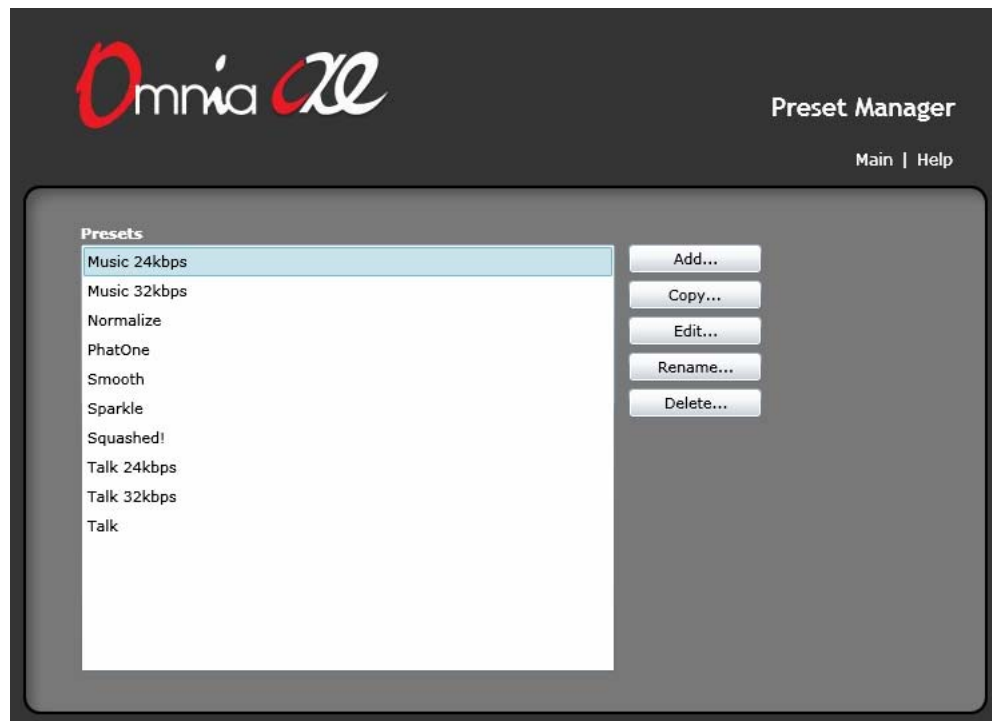 Omnia axe
Preset Manager
Main | Help
Presets
Music 24kbps
Music 32kbps
Normalize
PhatOne
Smooth
Sparkle
Squashed!
Talk 24kbps
Talk 32kbps
Talk
Add...
Copy...
Edit...
Rename...
Delete...